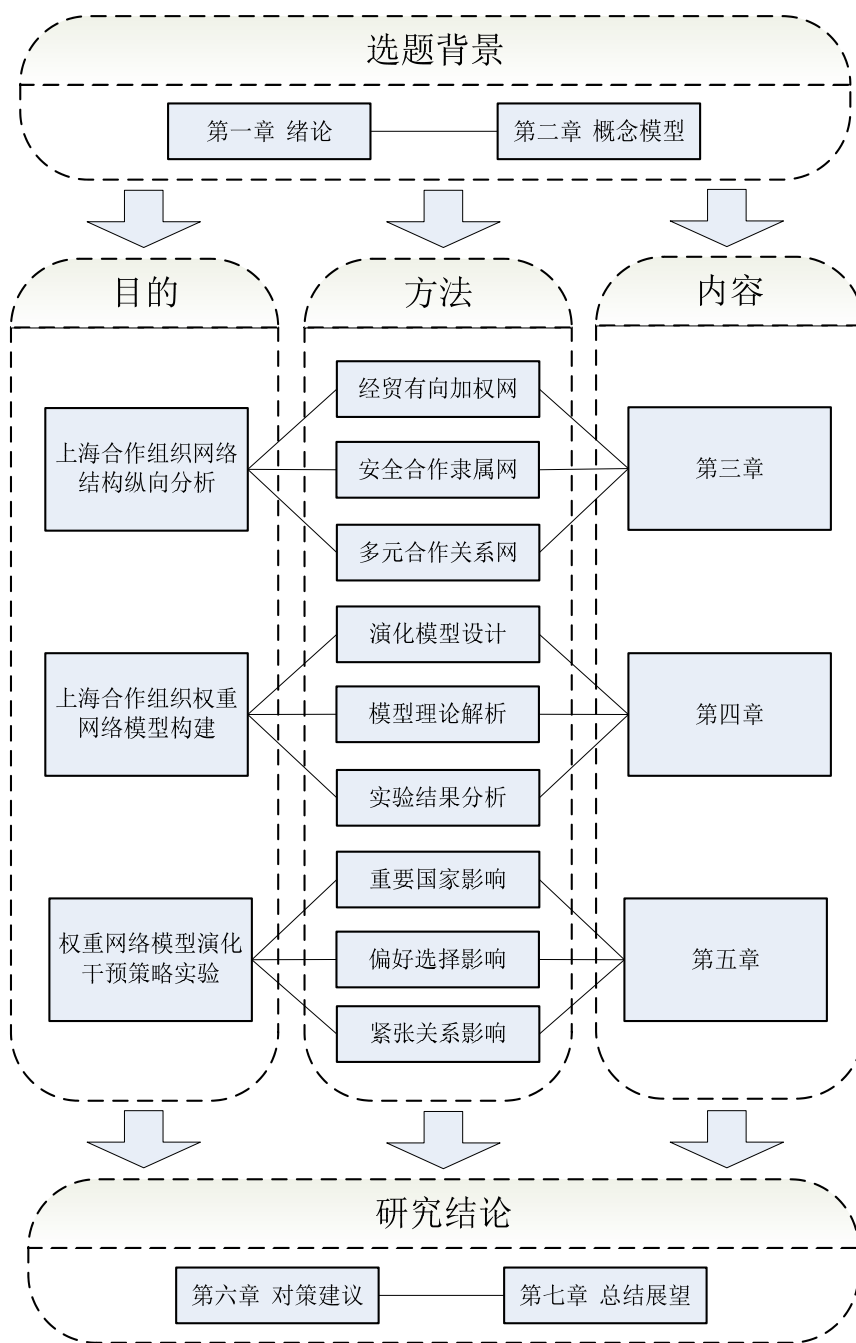 选题背景
第一章 绪论
第二章 概念模型
目的
上海合作组织网络
结构纵向分析
上海合作组织权重
网络模型构建
权重网络模型演化
干预策略实验
方法
经贸有向加权网
安全合作隶属网
多元合作关系网
演化模型设计
模型理论解析
实验结果分析
重要国家影响
偏好选择影响
紧张关系影响
内容
第三章
第四章
第五章
研究结论
第六章 对策建议
第七章 总结展望